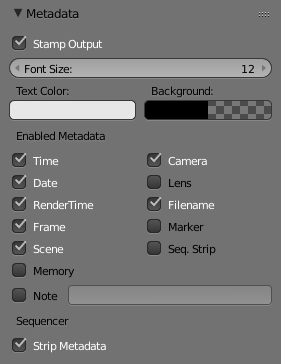 Metadata
Stamp Output
Font Size: 12
Text Color: Background:
Enabled Metadata
Time Camera
Date Lens
RenderTime Filename
Frame Marker
Scene Seq. Strip
Memory
Note
Sequencer
Strip Metadata